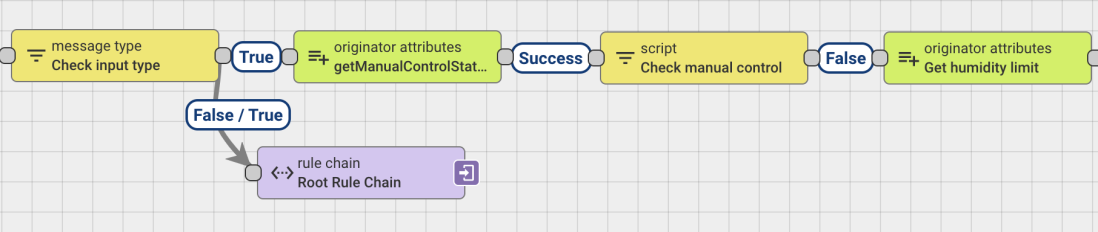 message type
Check input type
True
originator attributes
getManualControlStat...
Success
script
Check manual control
False
originator attributes
Get humidity limit
False / True
rule chain
Root Rule Chain